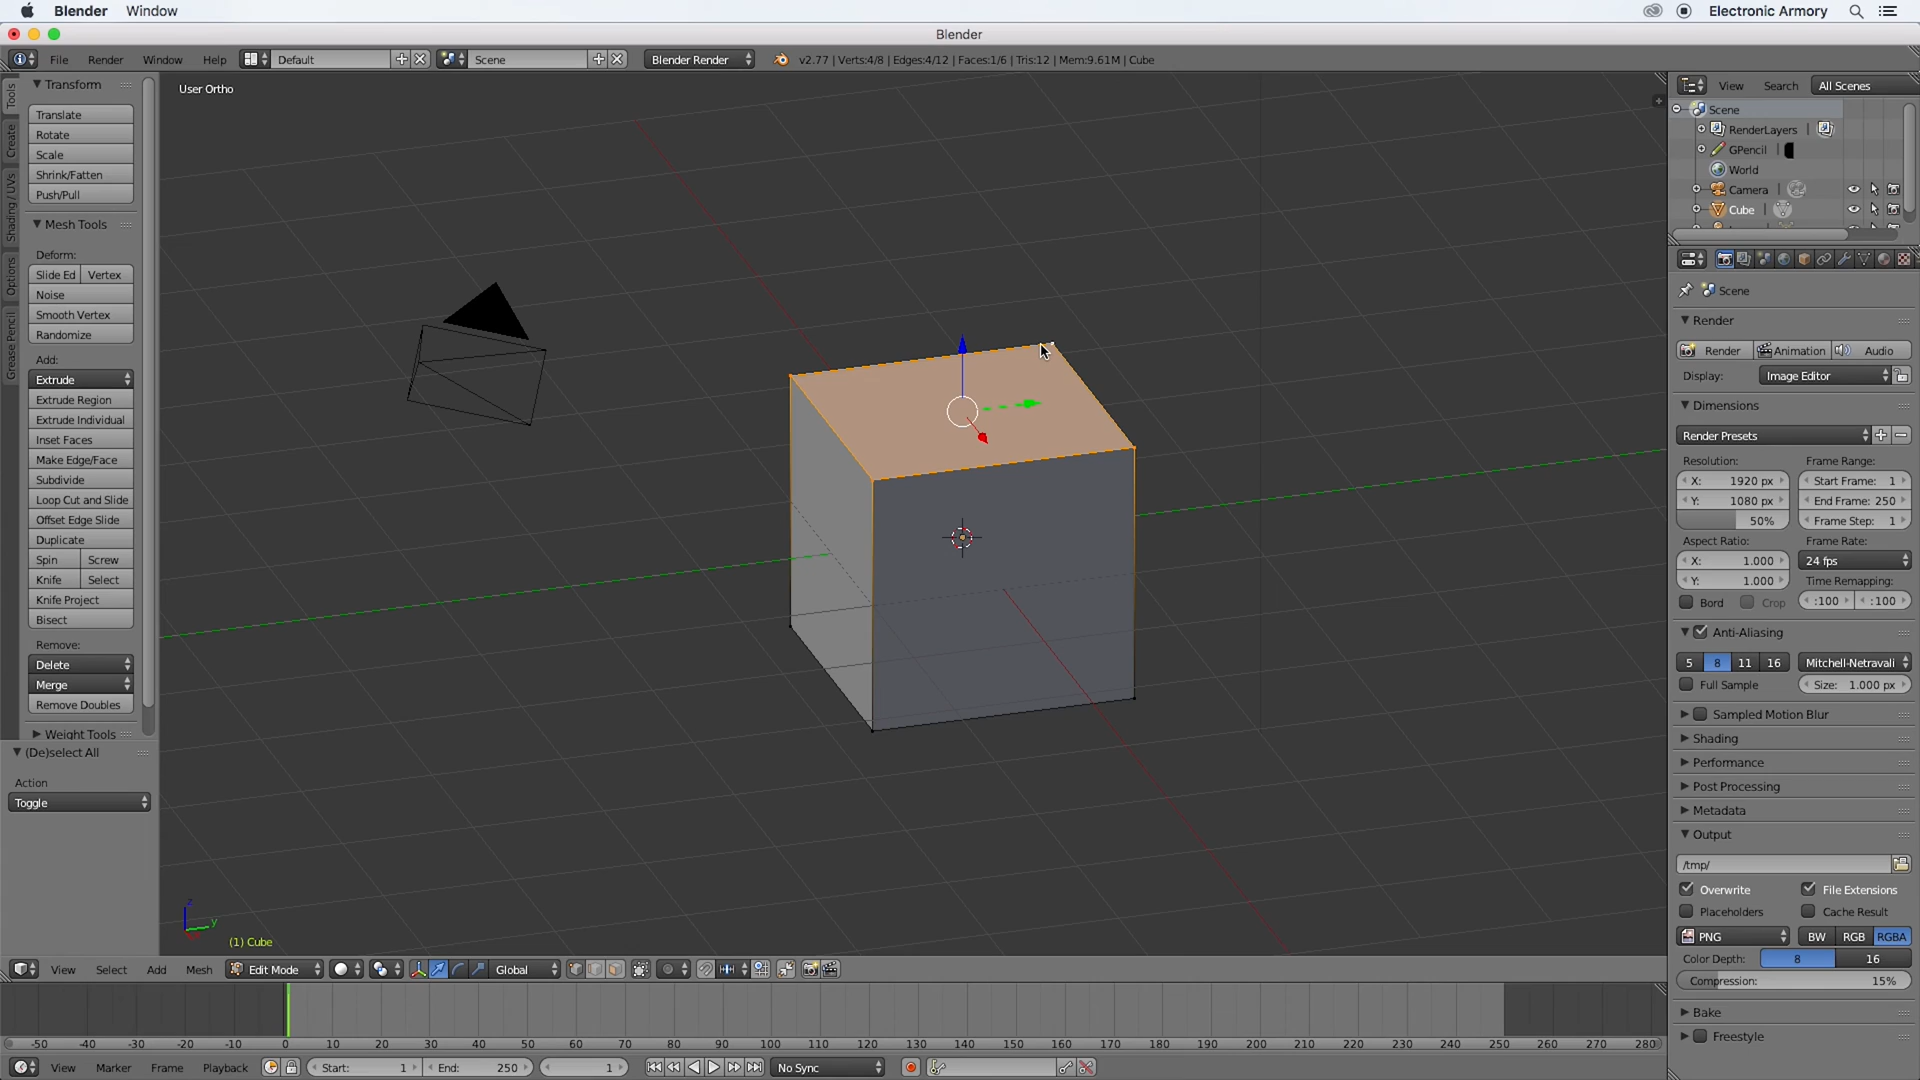 Blender Window Electronic Armory
Blender
File Render Window Help Default Scene Blender Render v2.77 | Verts:4/8 | Edges:4/12 | Faces:1/6 | Tris:12 | Mem:9.61M | Cube
Tools
Create
Shading / UVs
Options
Grease Pencil
Transform
Translate
Rotate
Scale
Shrink/Fatten
Push/Pull
Mesh Tools
Deform:
Slide Ed Vertex
Noise
Smooth Vertex
Randomize
Add:
Extrude
Extrude Region
Extrude Individual
Inset Faces
Make Edge/Face
Subdivide
Loop Cut and Slide
Offset Edge Slide
Duplicate
Spin Screw
Knife Select
Knife Project
Bisect
Remove:
Delete
Merge
Remove Doubles
Weight Tools
(De)select All
Action
Toggle
User Ortho
z
y
(1) Cube
View Search All Scenes
Scene
RenderLayers |
GPencil |
World
Camera |
Cube |
Scene
Render
Render Animation Audio
Display: Image Editor
Dimensions
Render Presets
Resolution: Frame Range:
X: 1920 px Start Frame: 1
Y: 1080 px End Frame: 250
50% Frame Step: 1
Aspect Ratio: Frame Rate:
X: 1.000 24 fps
Y: 1.000 Time Remapping:
Bord Crop :100 :100
Anti-Aliasing
5 8 11 16 Mitchell-Netravali
Full Sample Size: 1.000 px
Sampled Motion Blur
Shading
Performance
Post Processing
Metadata
Output
/tmp/
Overwrite File Extensions
Placeholders Cache Result
PNG BW RGB RGBA
Color Depth: 8 16
Compression: 15%
Bake
Freestyle
View Select Add Mesh Edit Mode Global
-50 -40 -30 -20 -10 0 10 20 30 40 50 60 70 80 90 100 110 120 130 140 150 160 170 180 190 200 210 220 230 240 250 260 270 280
View Marker Frame Playback Start: 1 End: 250 1 No Sync